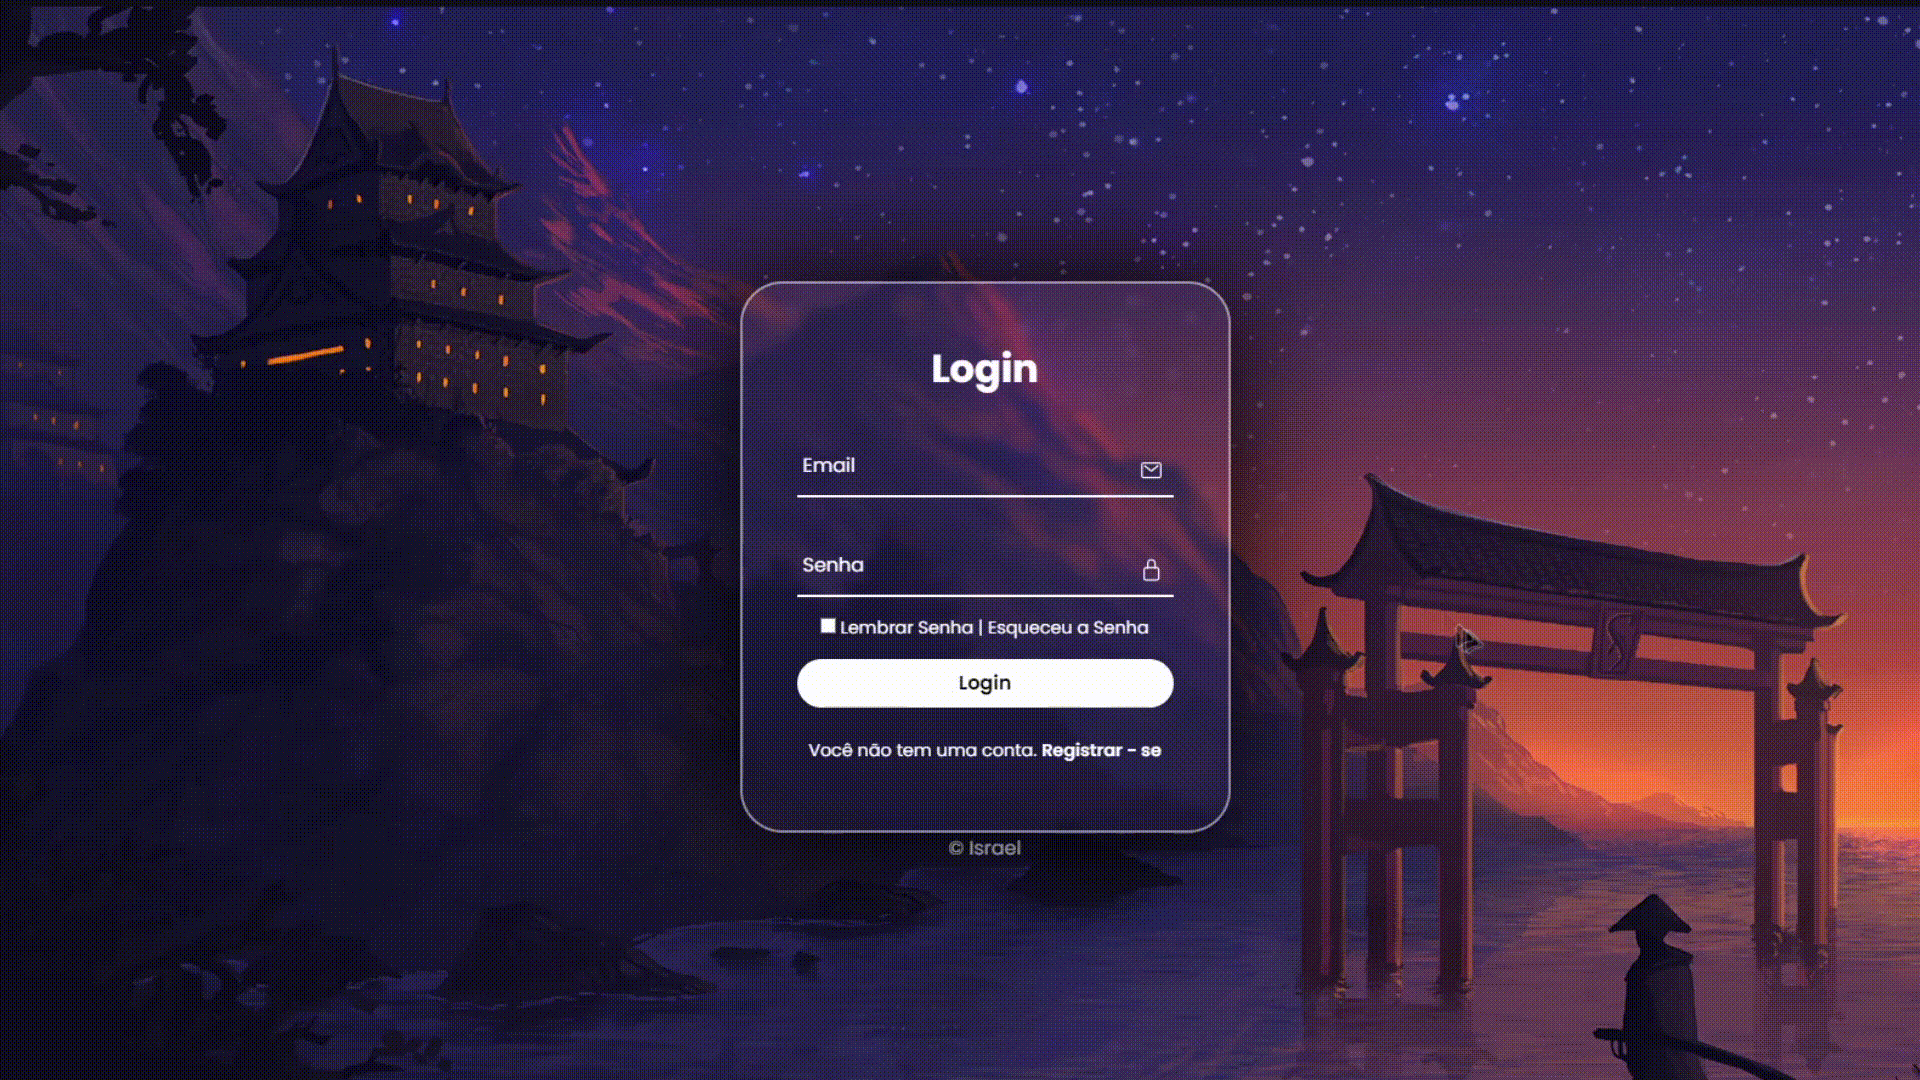 Login
Email
Senha
Lembrar Senha | Esqueceu a Senha
Login
Você não tem uma conta. Registrar - se
© Israel